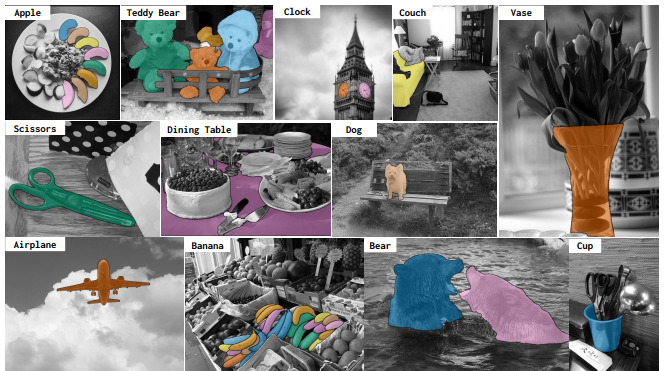 Apple
Teddy Bear
Clock
Couch
Vase
Scissors
Dining Table
Dog
Airplane
Banana
Bear
Cup